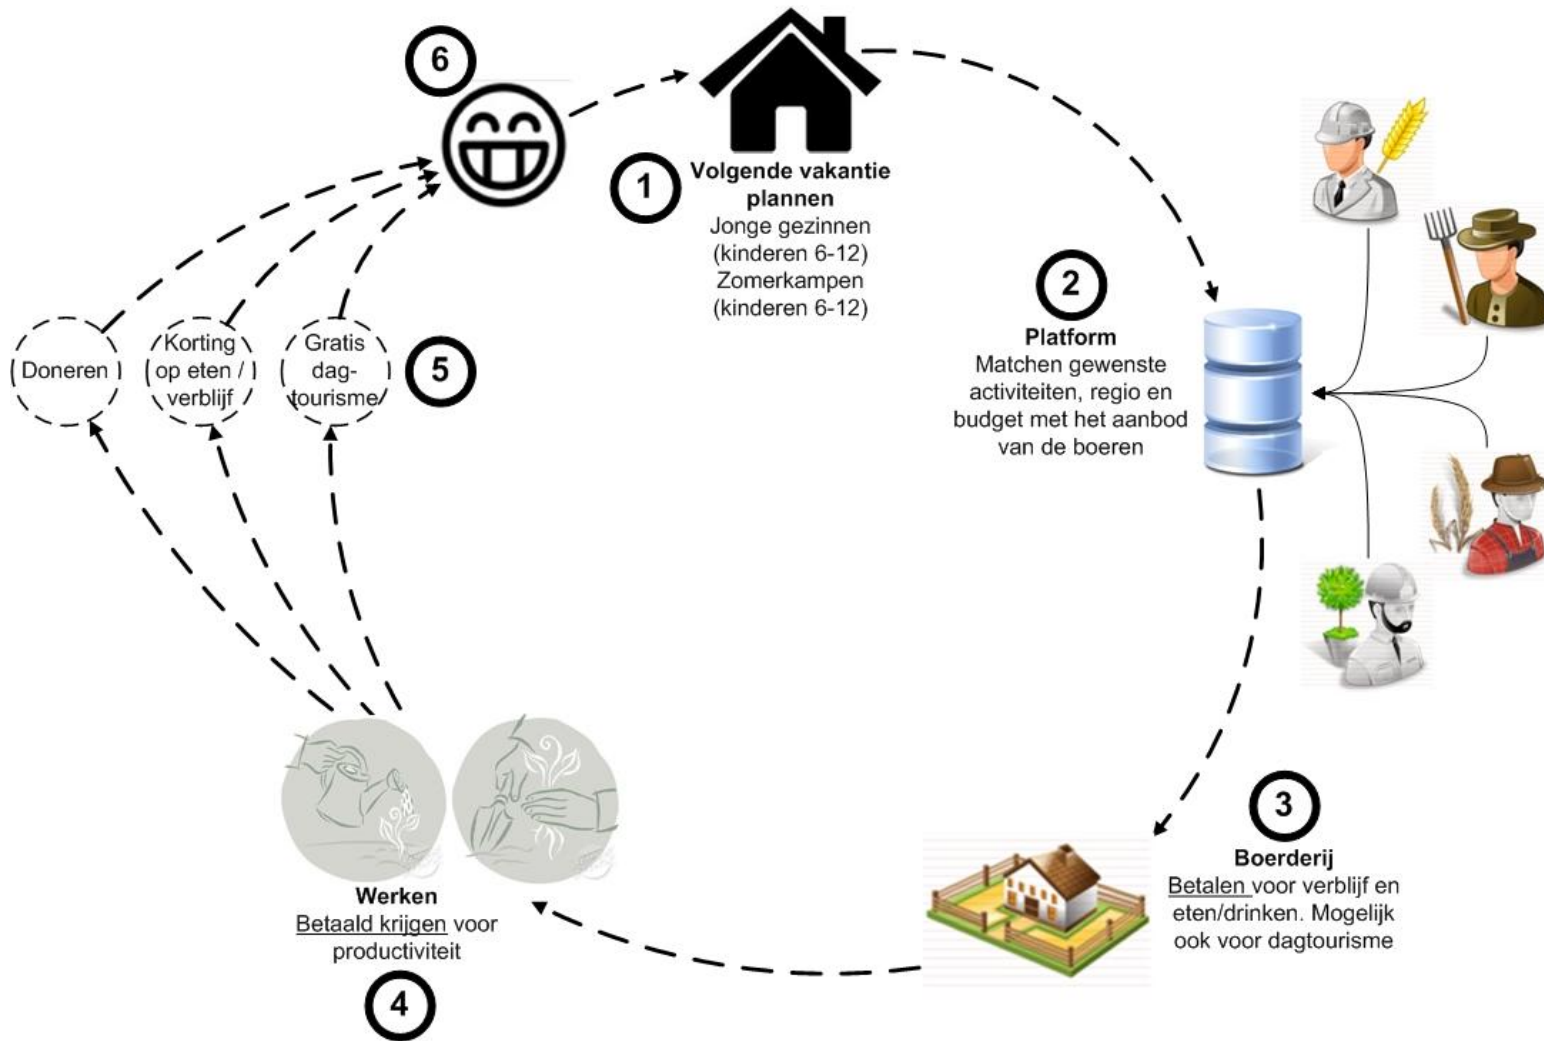 6
1
Volgende vakantie
plannen
Jonge gezinnen
(kinderen 6-12)
Zomerkampen
(kinderen 6-12)
2
Platform
Matchen gewenste
activiteiten, regio en
budget met het aanbod
van de boeren
3
Boerderij
Betalen voor verblijf en
eten/drinken. Mogelijk
ook voor dagtourisme
Werken
Betaald krijgen voor
productiviteit
4
Doneren
Korting
op eten /
verblijf
Gratis
dag-
tourisme
5